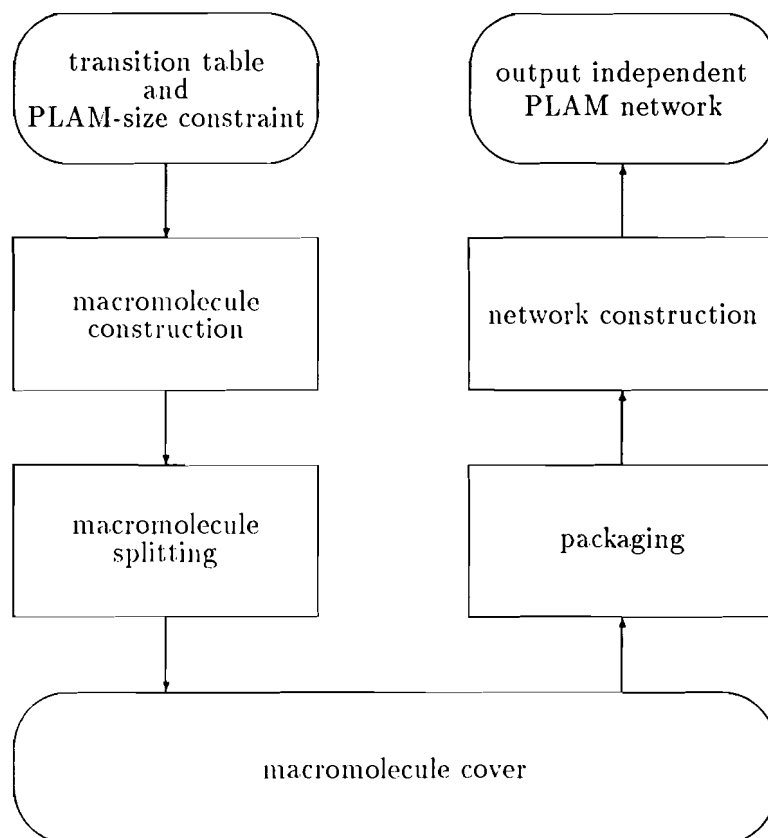 transition table
and
PLAM-size constraint
macromolecule
construction
macromolecule
splitting
macromolecule cover
packaging
network construction
output independent
PLAM network